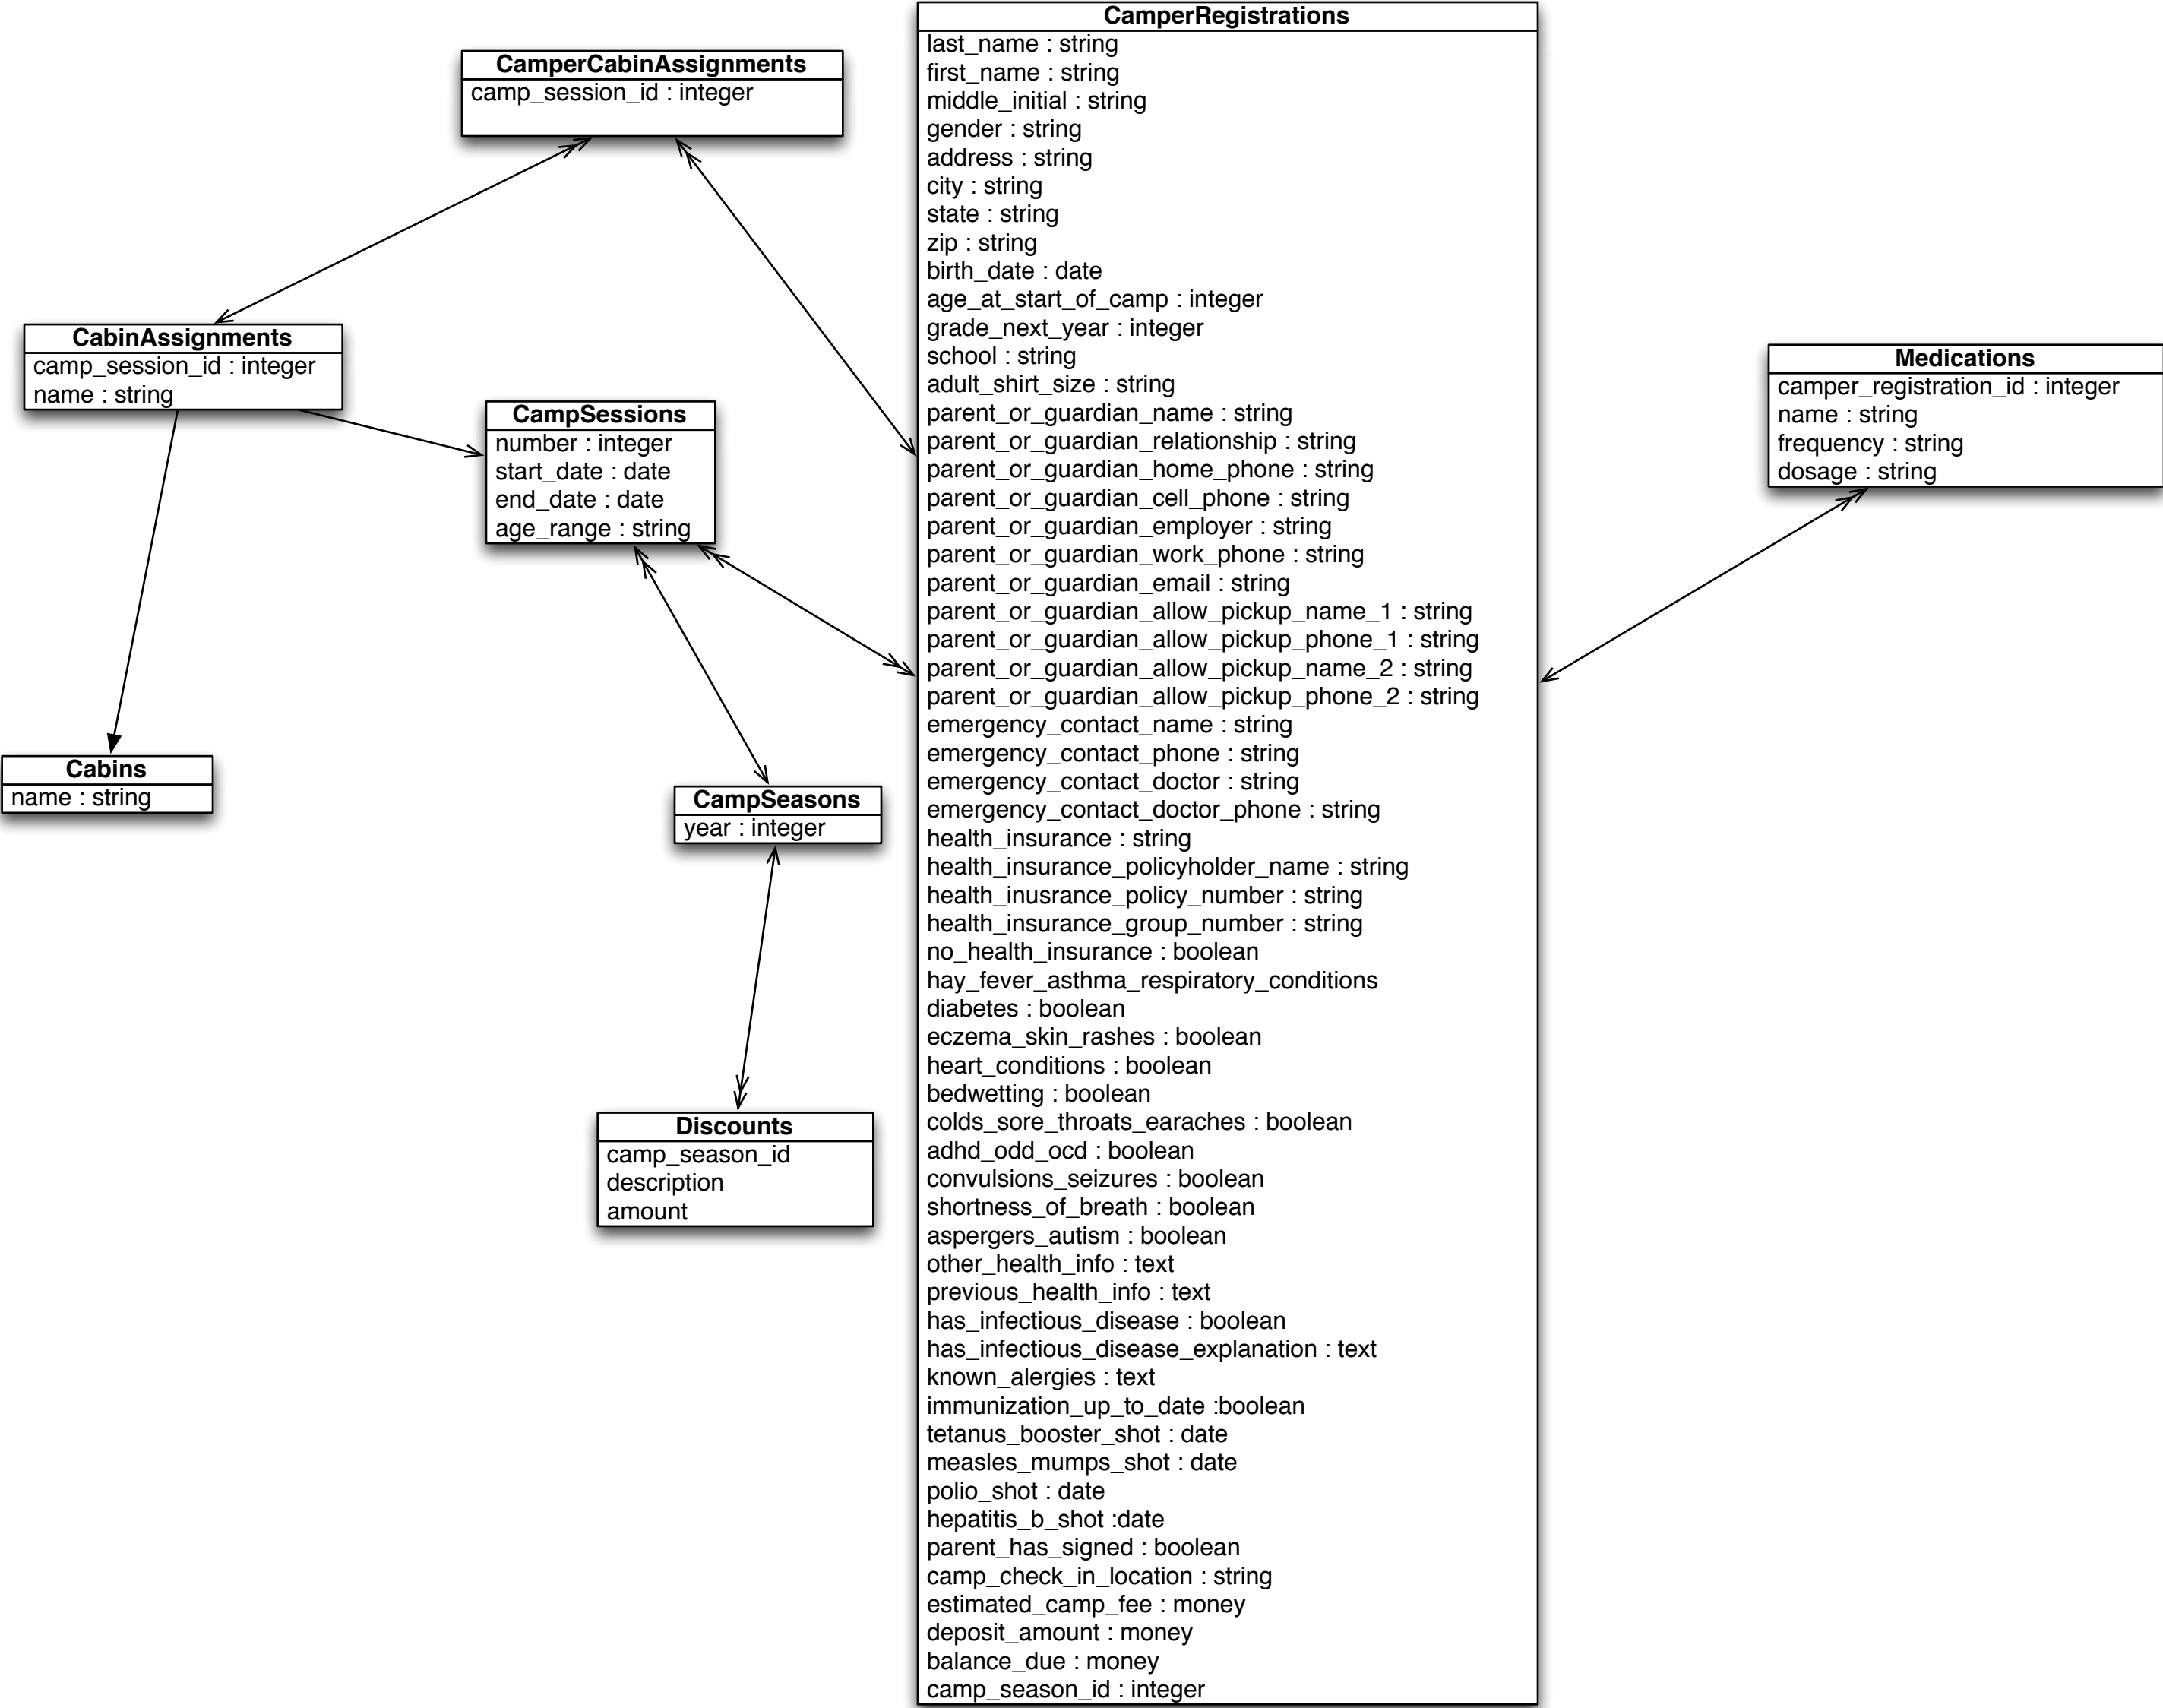 CamperRegistrations
last_name : string
first_name : string
middle_initial : string
gender : string
address : string
city : string
state : string
zip : string
birth_date : date
age_at_start_of_camp : integer
grade_next_year : integer
school : string
adult_shirt_size : string
parent_or_guardian_name : string
parent_or_guardian_relationship : string
parent_or_guardian_home_phone : string
parent_or_guardian_cell_phone : string
parent_or_guardian_employer : string
parent_or_guardian_work_phone : string
parent_or_guardian_email : string
parent_or_guardian_allow_pickup_name_1 : string
parent_or_guardian_allow_pickup_phone_1 : string
parent_or_guardian_allow_pickup_name_2 : string
parent_or_guardian_allow_pickup_phone_2 : string
emergency_contact_name : string
emergency_contact_phone : string
emergency_contact_doctor : string
emergency_contact_doctor_phone : string
health_insurance : string
health_insurance_policyholder_name : string
health_inusrance_policy_number : string
health_insurance_group_number : string
no_health_insurance : boolean
hay_fever_asthma_respiratory_conditions
diabetes : boolean
eczema_skin_rashes : boolean
heart_conditions : boolean
bedwetting : boolean
colds_sore_throats_earaches : boolean
adhd_odd_ocd : boolean
convulsions_seizures : boolean
shortness_of_breath : boolean
aspergers_autism : boolean
other_health_info : text
previous_health_info : text
has_infectious_disease : boolean
has_infectious_disease_explanation : text
known_alergies : text
immunization_up_to_date :boolean
tetanus_booster_shot : date
measles_mumps_shot : date
polio_shot : date
hepatitis_b_shot :date
parent_has_signed : boolean
camp_check_in_location : string
estimated_camp_fee : money
deposit_amount : money
balance_due : money
camp_season_id : integer
CamperCabinAssignments
camp_session_id : integer
CabinAssignments
camp_session_id : integer
name : string
CampSessions
number : integer
start_date : date
end_date : date
age_range : string
Medications
camper_registration_id : integer
name : string
frequency : string
dosage : string
Cabins
name : string
CampSeasons
year : integer
Discounts
camp_season_id
description
amount